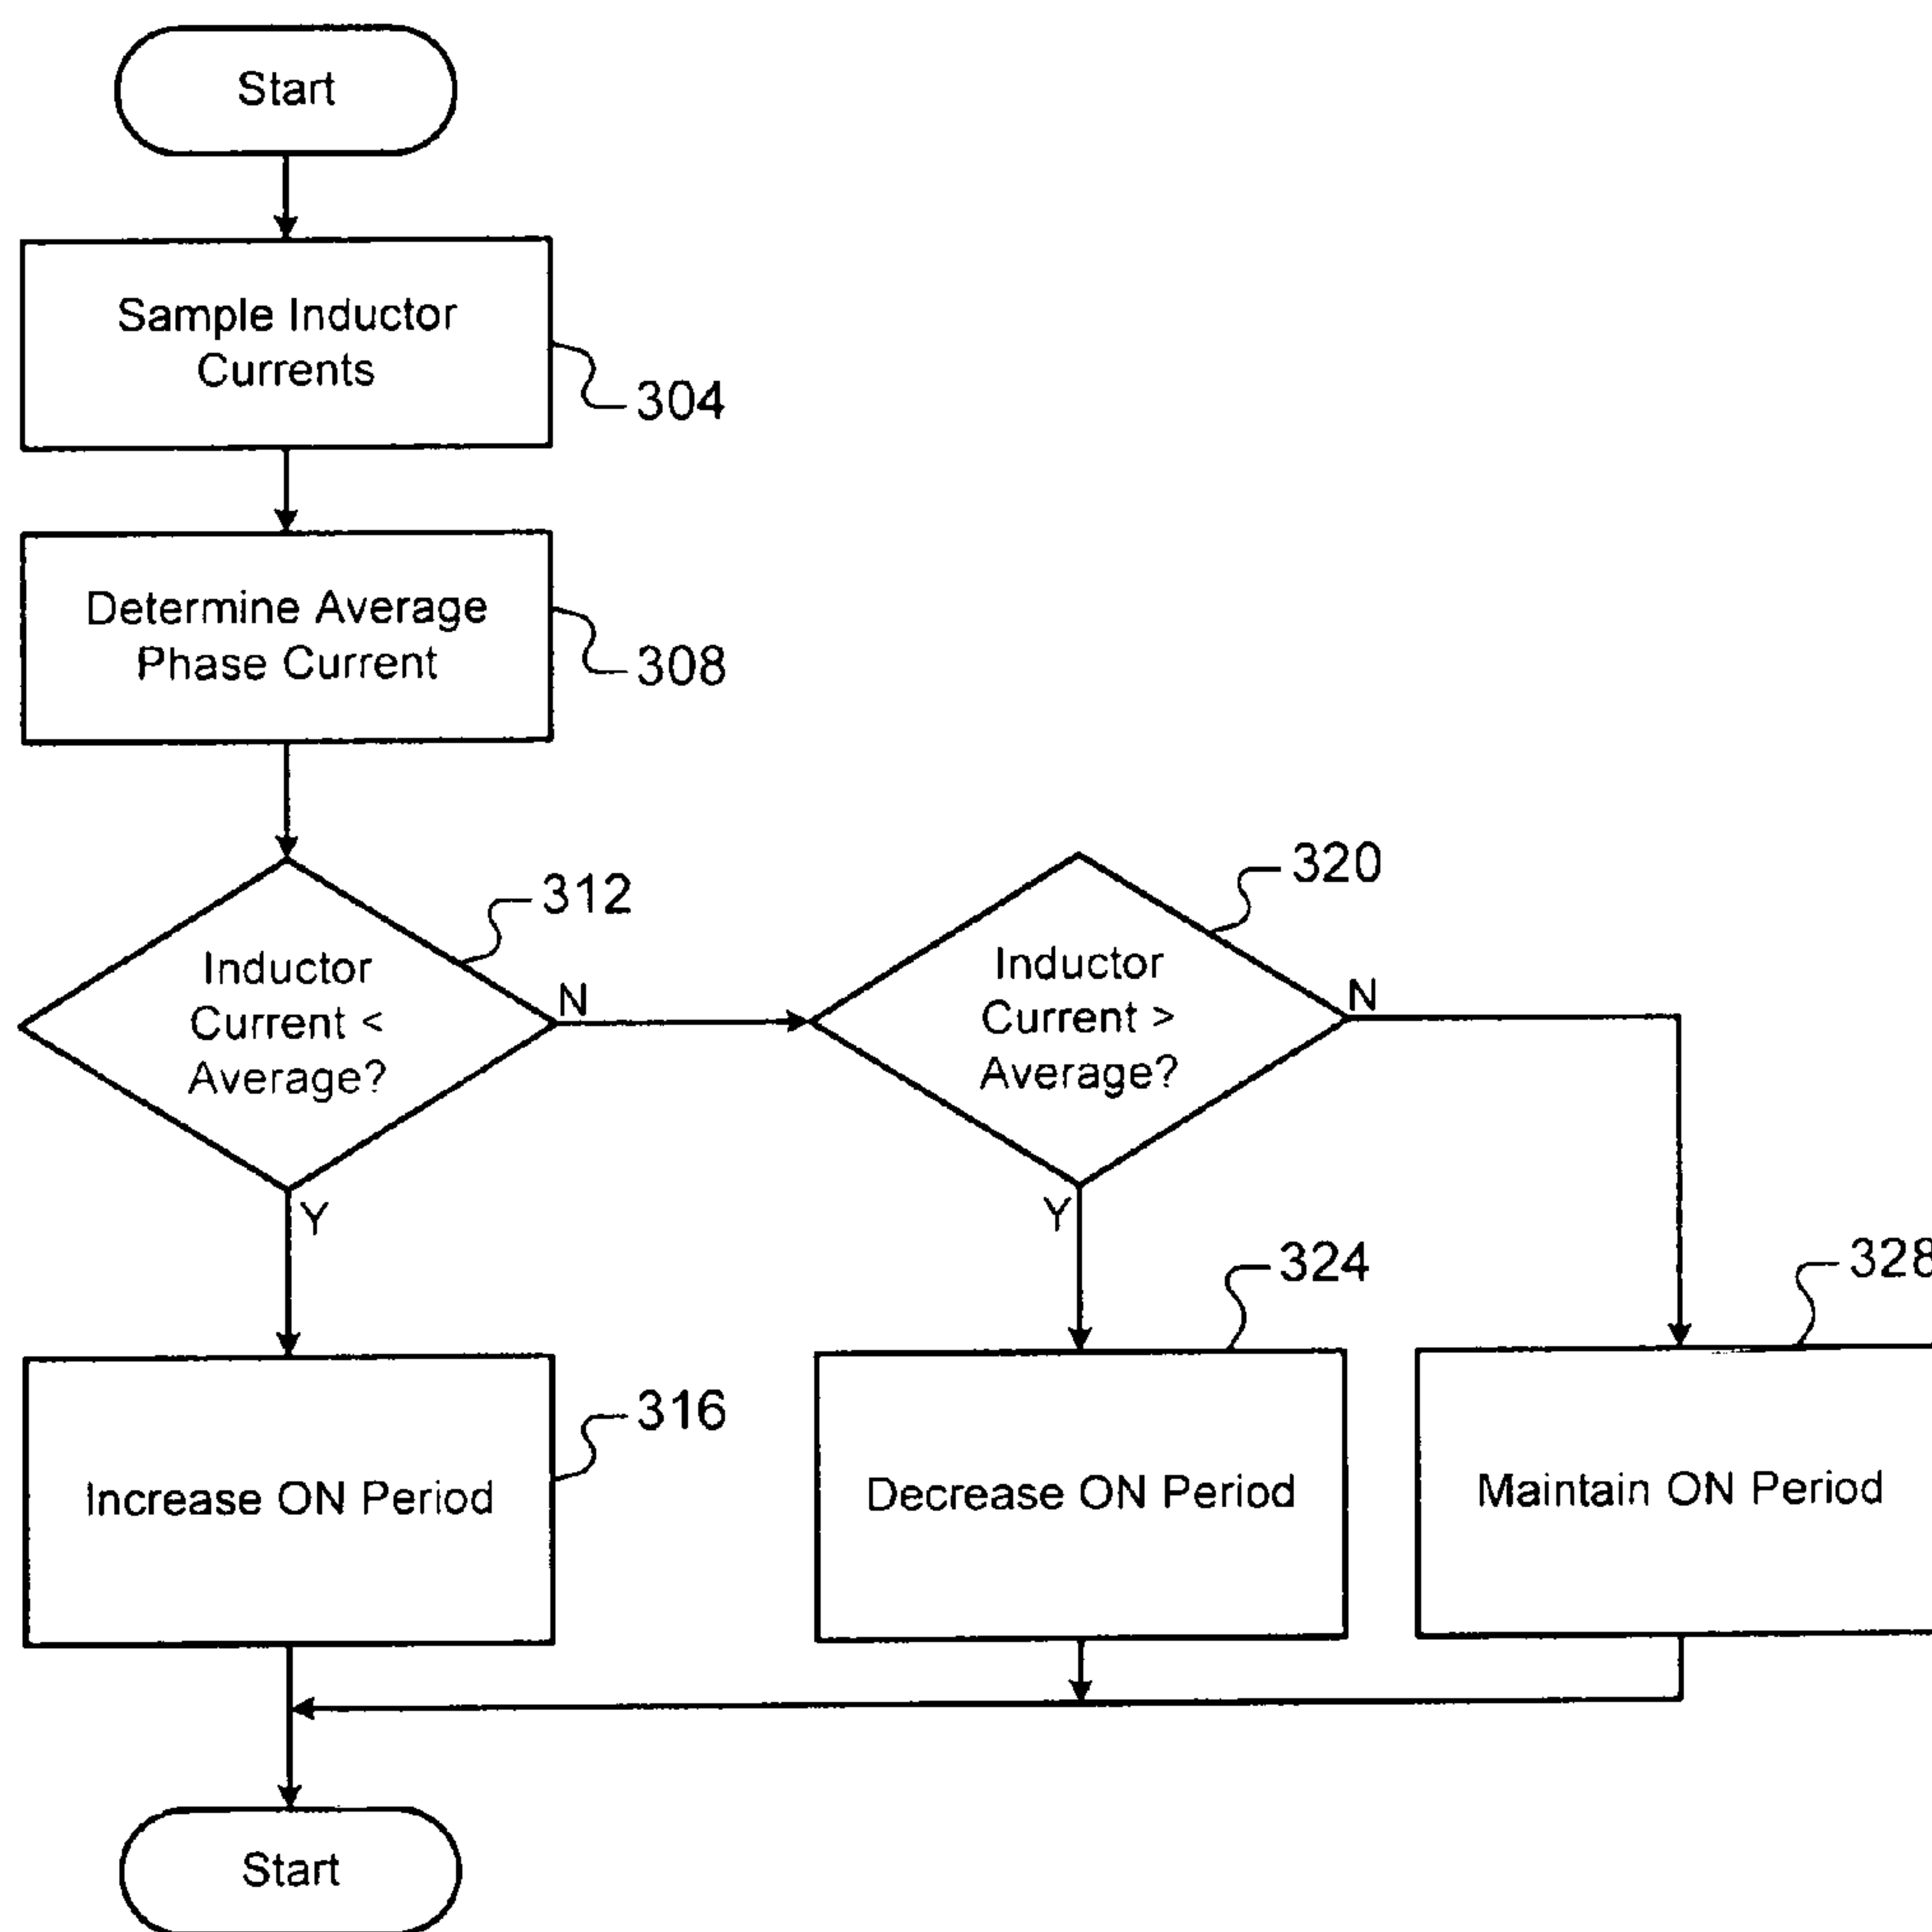 Start
Sample Inductor
Currents
304
Determine Average
Phase Current
308
312
Inductor
Current <
Average?
N
Y
320
Inductor
Current >
Average?
N
Y
316
Increase ON Period
324
Decrease ON Period
328
Maintain ON Period
Start